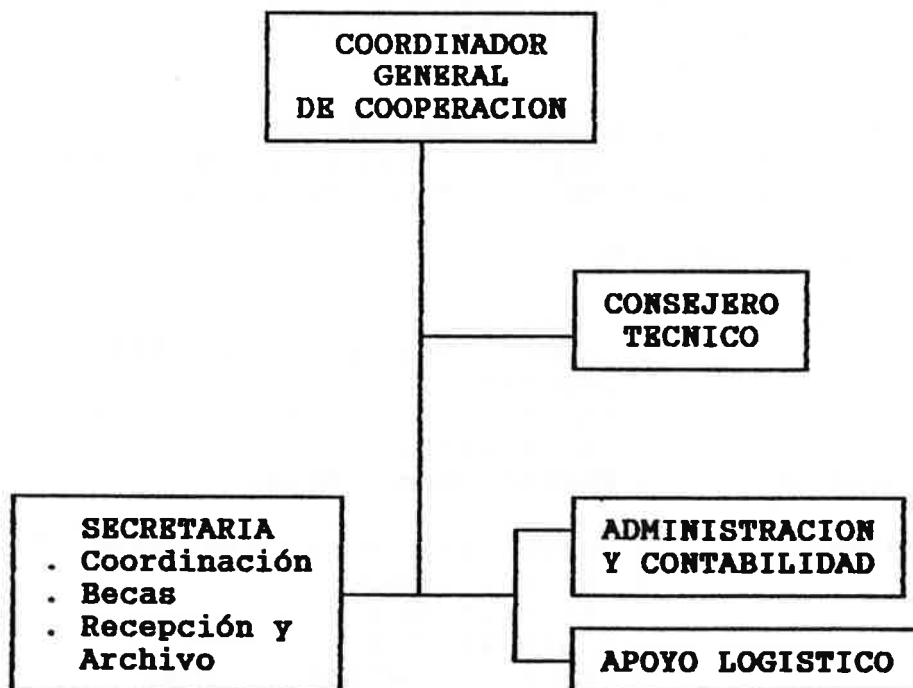 COORDINADOR
GENERAL
DE COOPERACION
CONSEJERO
TECNICO
SECRETARIA
. Coordinación
. Becas
. Recepción y
Archivo
ADMINISTRACION
Y CONTABILIDAD
APOYO LOGISTICO